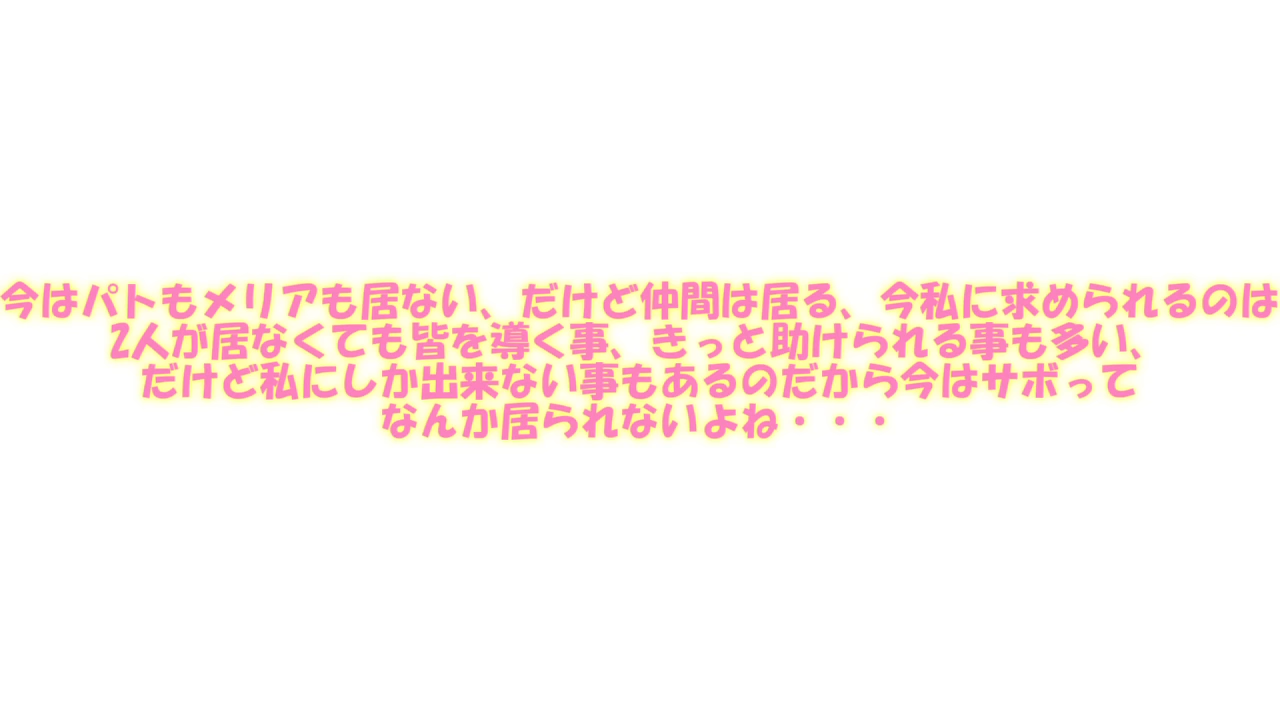 今はパトもメリアも居ない、だけど仲間は居る、今私に求められるのは
2人が居なくても皆を導く事、きっと助けられる事も多い、
だけど私にしか出来ない事もあるのだから今はサボって
なんか居られないよね・・・